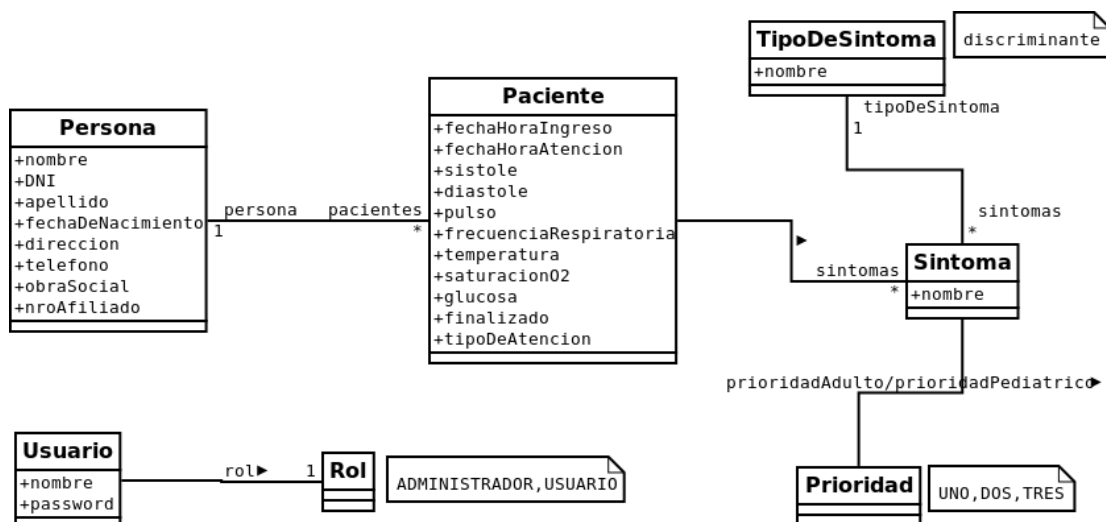 TipoDeSintoma
+nombre
discriminante
tipoDeSintoma
1
Paciente
+fechaHoraIngreso
+fechaHoraAtencion
+sistole
+diastole
+pulso
+frecuenciaRespiratoria
+temperatura
+saturacionO2
+glucosa
+finalizado
+tipoDeAtencion
Persona
+nombre
+DNI
+apellido
+fechaDeNacimiento
+direccion
+telefono
+obraSocial
+nroAfiliado
persona
1
pacientes
*
sintomas
*
sintomas
*
Sintoma
+nombre
prioridadAdulto/prioridadPediatrico
Usuario
+nombre
+password
rol
1
Rol
ADMINISTRADOR,USUARIO
Prioridad
UNO,DOS,TRES